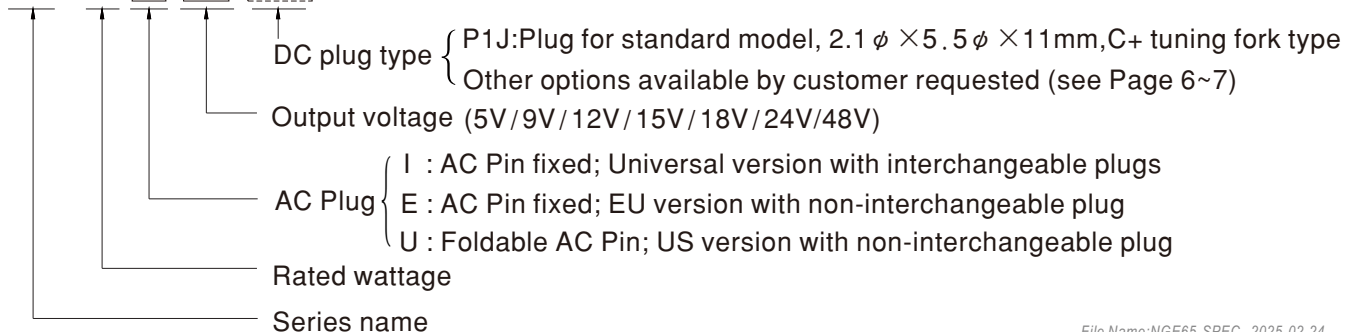 DC plug type
P1J:Plug for standard model, 2.1 φ ×5.5 φ ×11mm,C+ tuning fork type
Other options available by customer requested (see Page 6~7)
Output voltage (5V/9V/12V/15V/18V/24V/48V)
AC Plug
I : AC Pin fixed; Universal version with interchangeable plugs
E : AC Pin fixed; EU version with non-interchangeable plug
U : Foldable AC Pin; US version with non-interchangeable plug
Rated wattage
Series name
File Name:NGE65-SPEC 2025-02-24